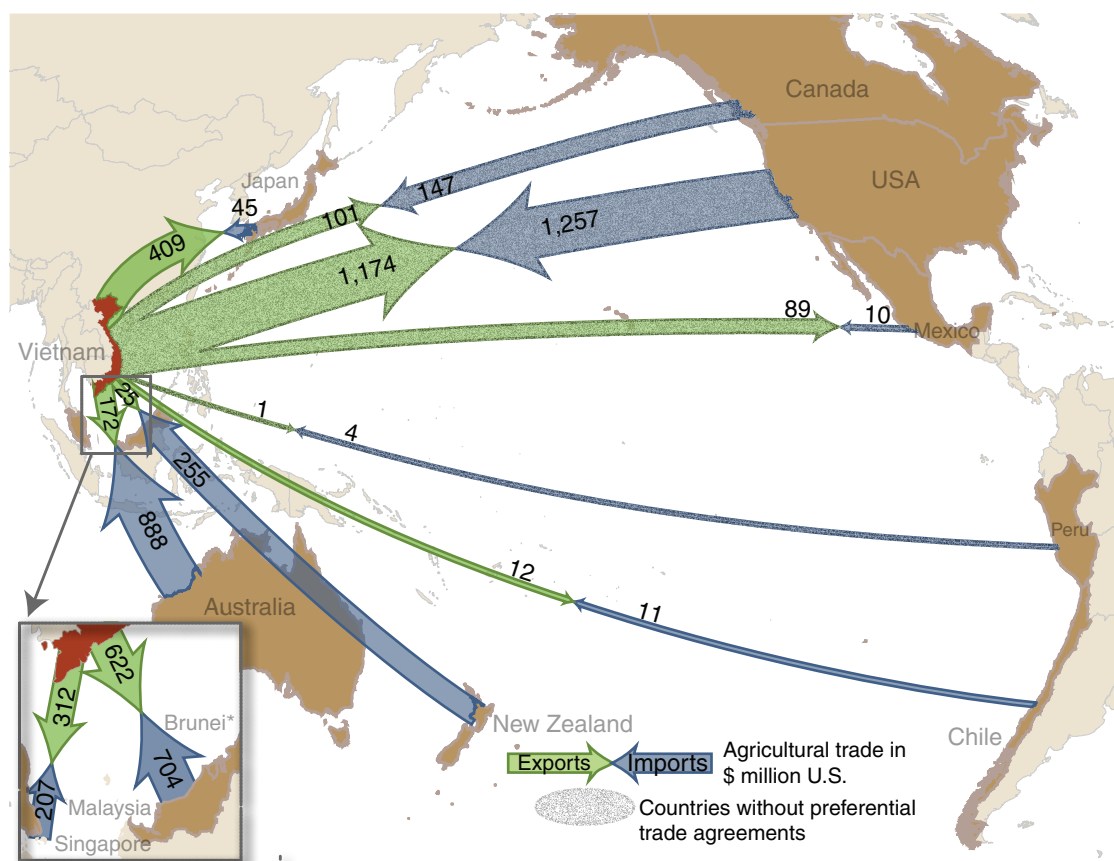 Canada
USA
Japan
147
45
101
1,257
409
1,174
89
10
Mexico
Vietnam
25
172
1
4
255
888
Peru
12
11
Australia
622
312
Brunei*
New Zealand
Chile
Exports
Imports
Agricultural trade in
$ million U.S.
704
207
Malaysia
Singapore
Countries without preferential
trade agreements